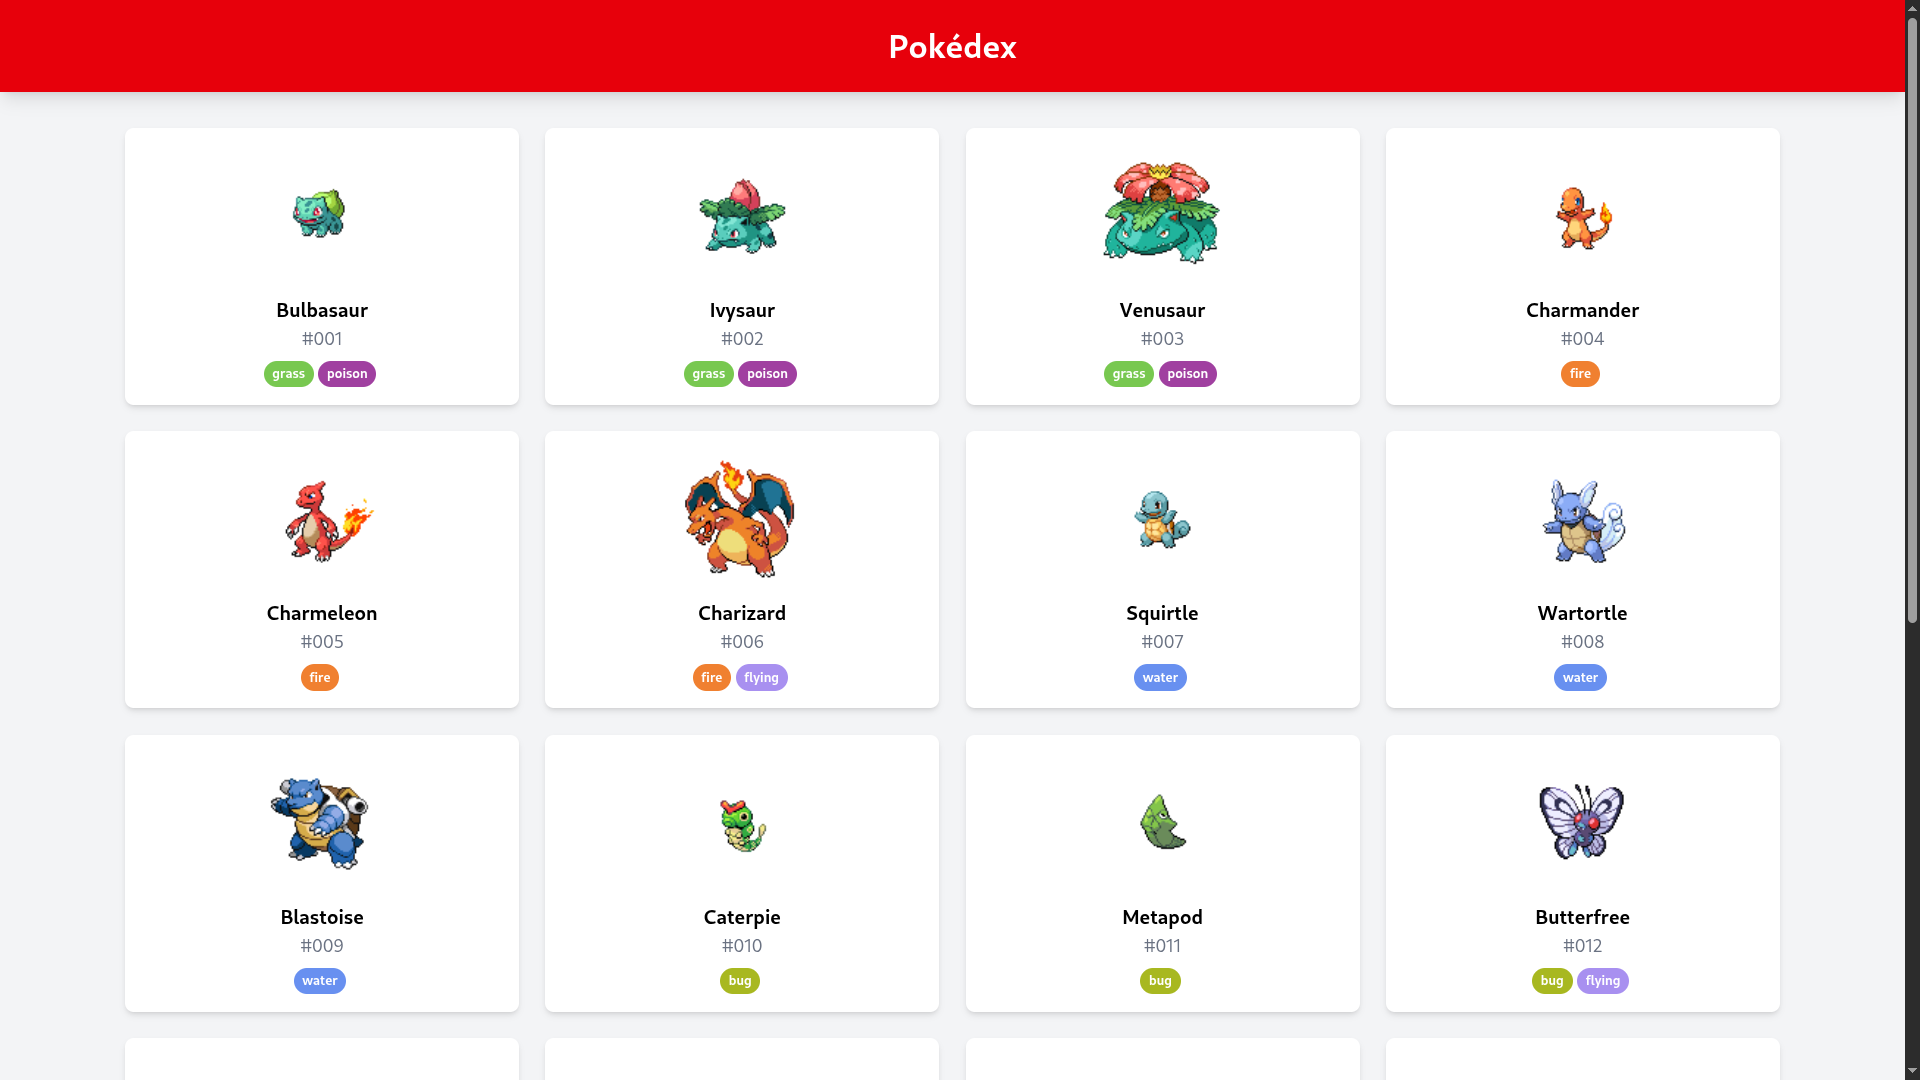 Pokédex
Bulbasaur
#001
grass poison
Ivysaur
#002
grass poison
Venusaur
#003
grass poison
Charmander
#004
fire
Charmeleon
#005
fire
Charizard
#006
fire flying
Squirtle
#007
water
Wartortle
#008
water
Blastoise
#009
water
Caterpie
#010
bug
Metapod
#011
bug
Butterfree
#012
bug flying